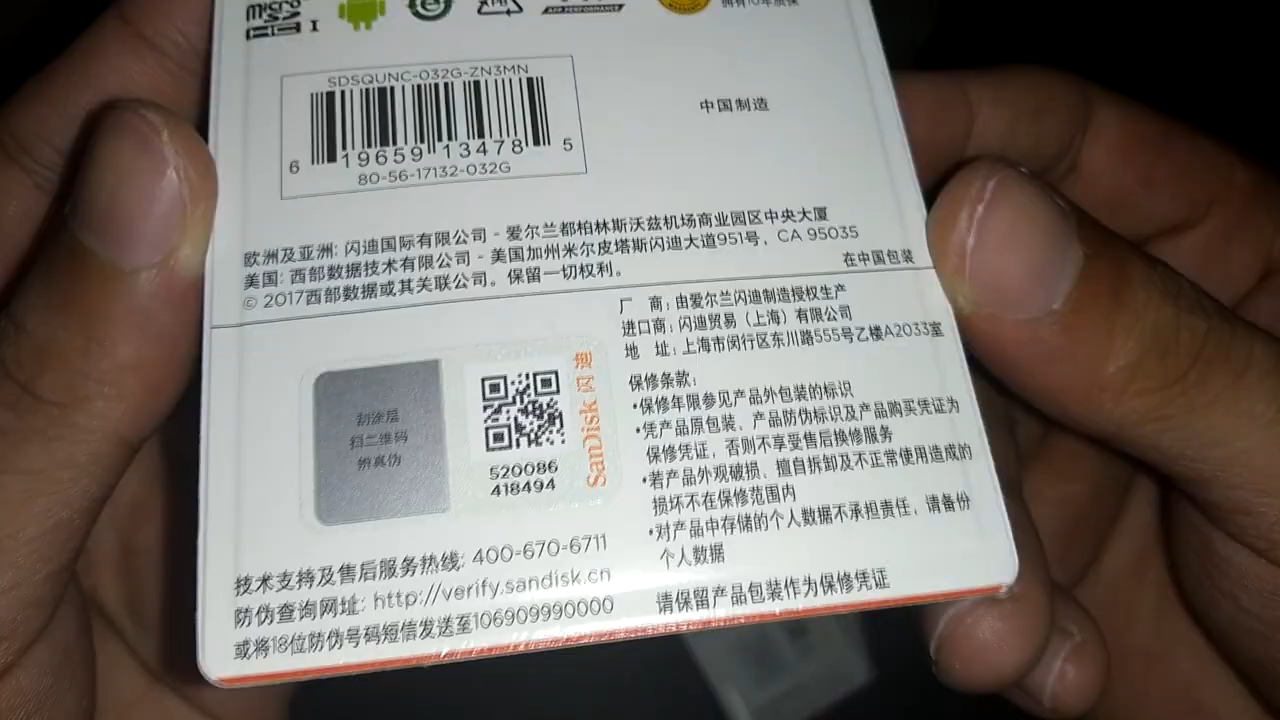 micro
SD
HC I
APP PERFORMANCE
拥有10年质保
SDSQUNC-032G-ZN3MN
6 19659 13478 5
80-56-17132-032G
中国制造
欧洲及亚洲: 闪迪国际有限公司 - 爱尔兰都柏林斯沃兹机场商业园区中央大厦
美国: 西部数据技术有限公司 - 美国加州米尔皮塔斯闪迪大道951号, CA 95035
© 2017西部数据或其关联公司。保留一切权利。
在中国包装
厂 商: 由爱尔兰闪迪制造授权生产
进口商: 闪迪贸易（上海）有限公司
地 址: 上海市闵行区东川路555号乙楼A2033室
刮涂层
扫二维码
辨真伪
520086
418494
SanDisk 闪迪
保修条款:
•保修年限参见产品外包装的标识
•凭产品原包装、产品防伪标识及产品购买凭证为
保修凭证，否则不享受售后换修服务
•若产品外观破损、擅自拆卸及不正常使用造成的
损坏不在保修范围内
•对产品中存储的个人数据不承担责任，请备份
个人数据
请保留产品包装作为保修凭证
技术支持及售后服务热线: 400-670-6711
防伪查询网址: http://verify.sandisk.cn
或将18位防伪号码短信发送至106909990000